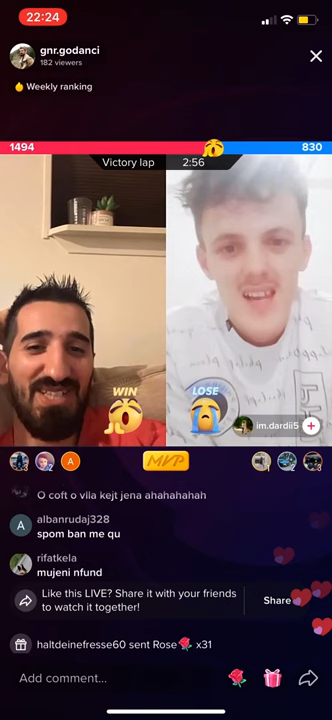 22:24
gnr.godanci
182 viewers
Weekly ranking
1494
830
Victory lap
2:56
WIN
LOSE
im.dardii5
MVP
O coft o vlla kejt jena ahahahahah
A
albanrudaj328
spom ban me qu
rifatkela
mujeni nfund
Like this LIVE? Share it with your friends
to watch it together!
Share
haltdeinefresse60 sent Rose🌹 x31
Add comment...